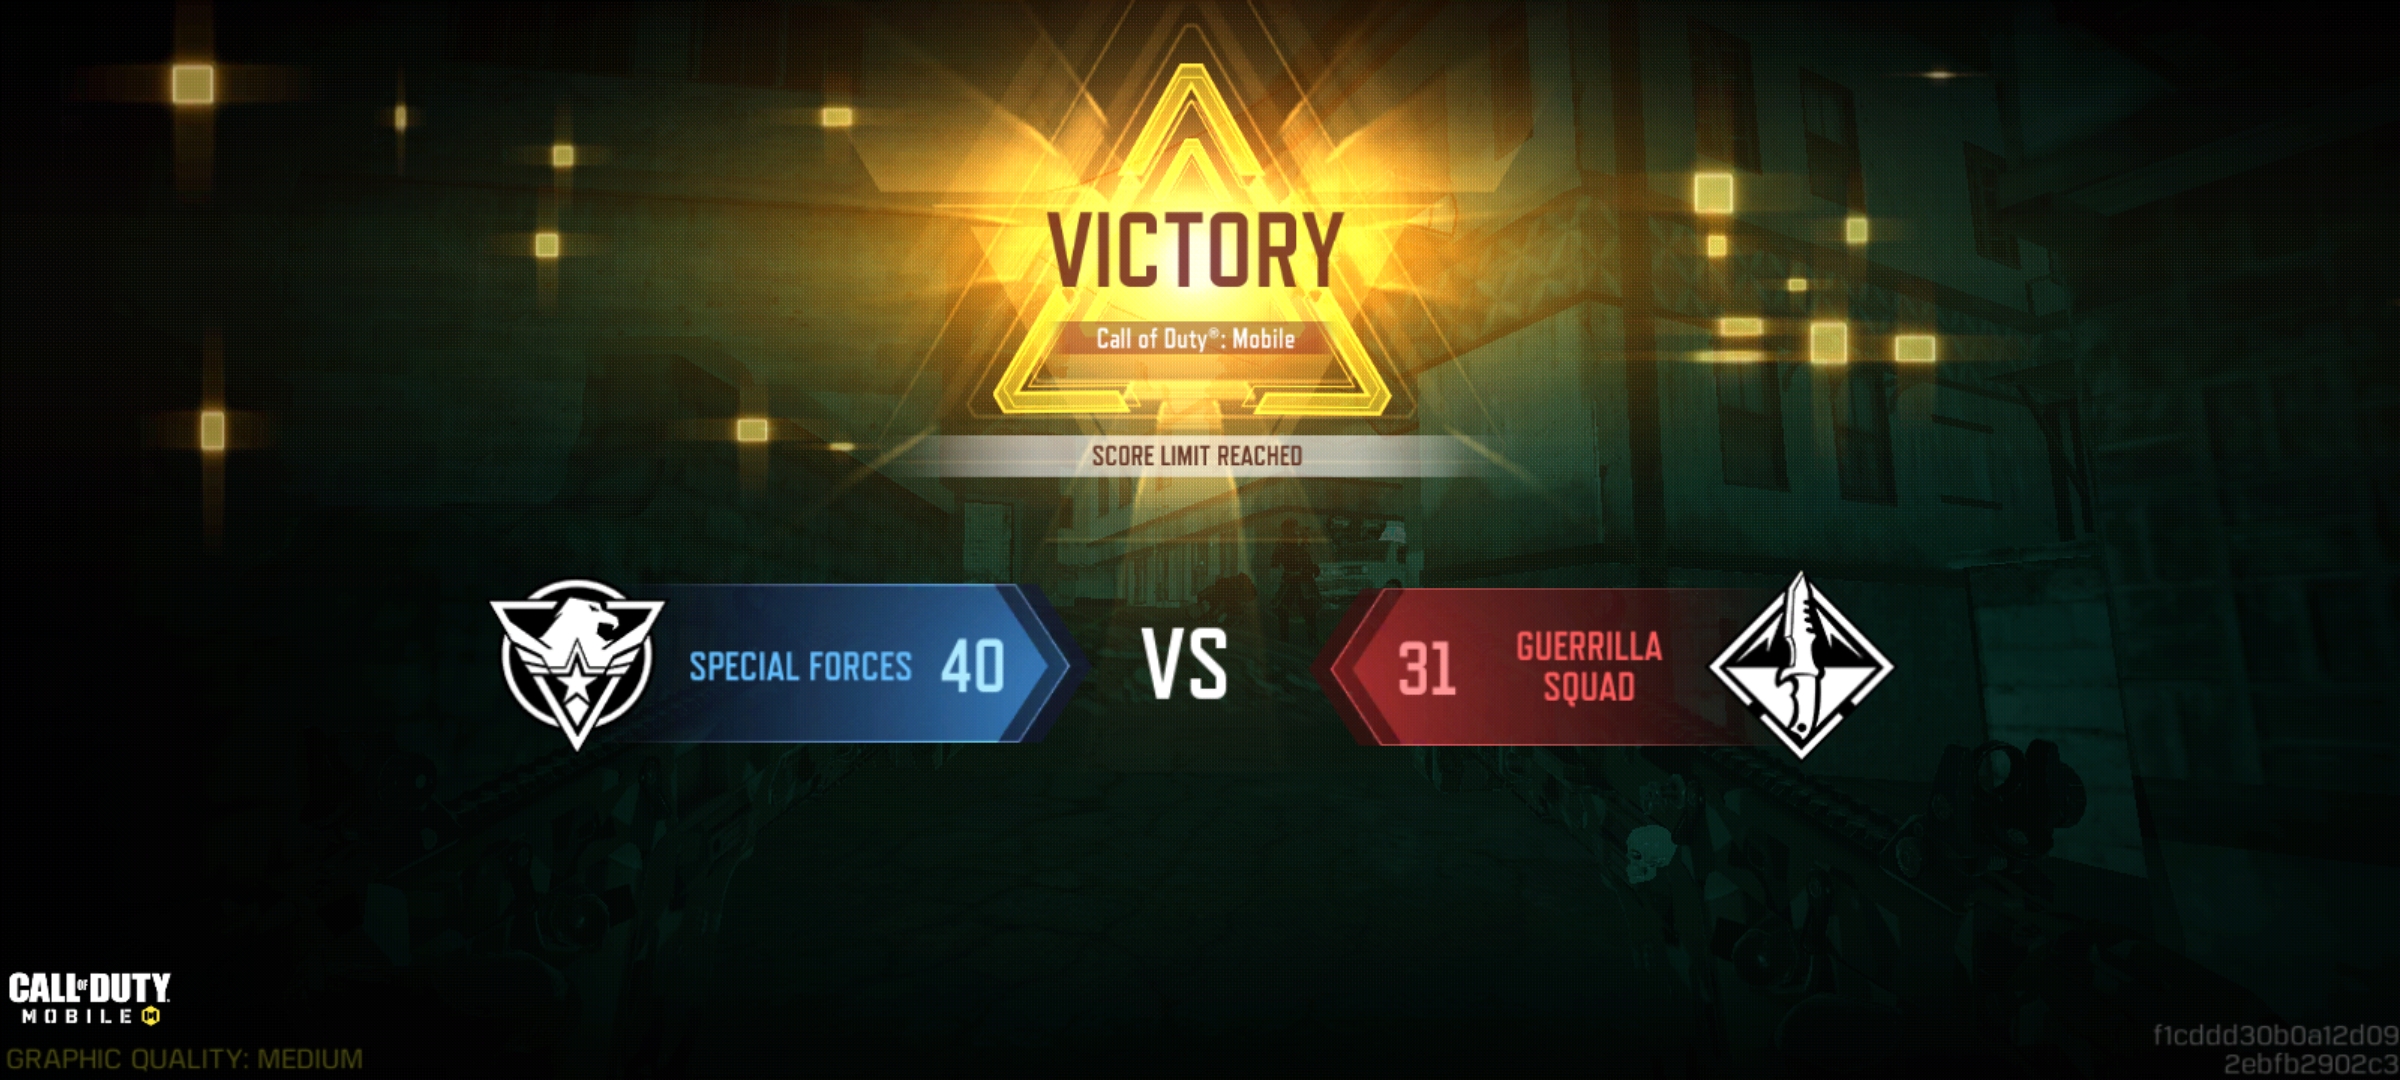 VICTORY
Call of Duty®: Mobile
SCORE LIMIT REACHED
SPECIAL FORCES 40
VS
31 GUERRILLA
SQUAD
CALL OF DUTY
MOBILE
GRAPHIC QUALITY: MEDIUM
f1cddd30b0a12d09
2ebfb2902c3